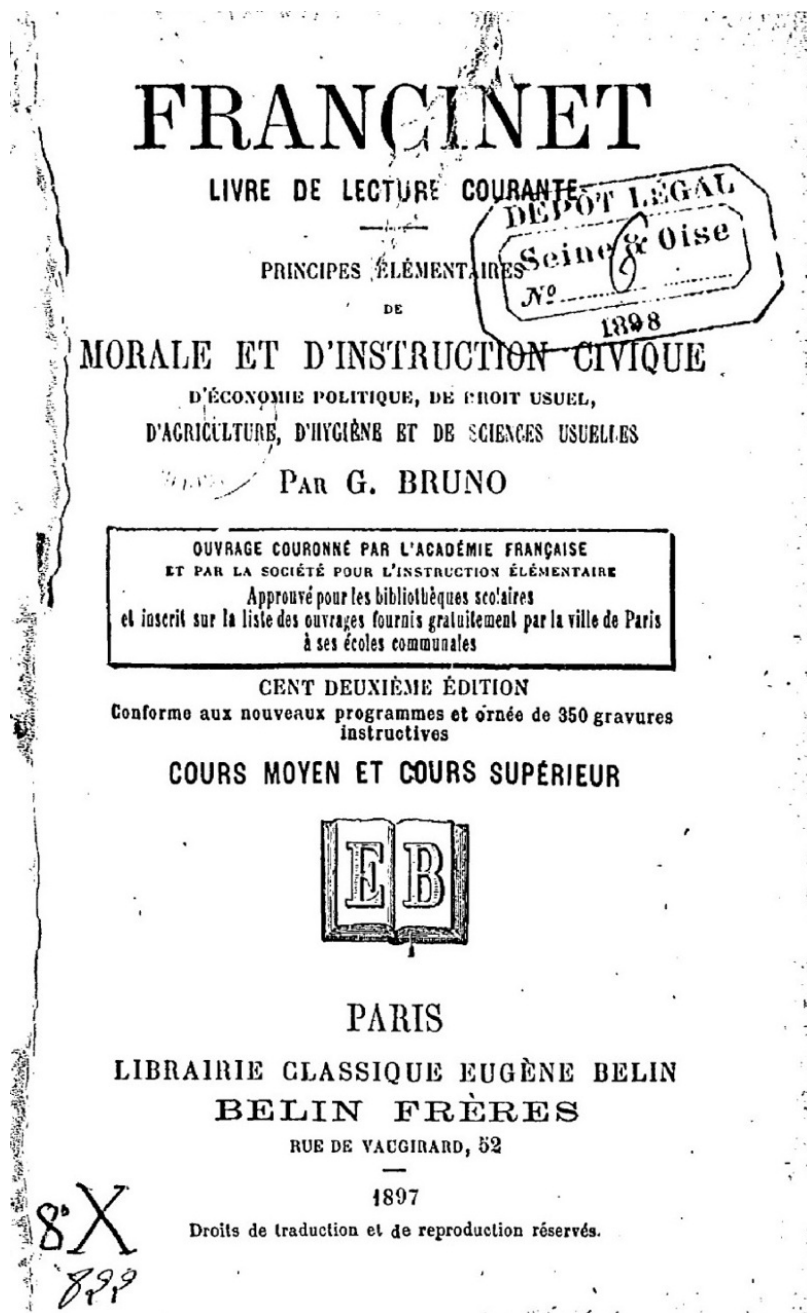 FRANCINET
LIVRE DE LECTURE COURANTE
PRINCIPES ÉLÉMENTAIRES
DE
MORALE ET D'INSTRUCTION CIVIQUE
D'ÉCONOMIE POLITIQUE, DE DROIT USUEL,
D'AGRICULTURE, D'HYGIÈNE ET DE SCIENCES USUELLES
PAR G. BRUNO
DEPOT LÉGAL
Seine & Oise
Nº
1898
OUVRAGE COURONNÉ PAR L'ACADÉMIE FRANÇAISE
ET PAR LA SOCIÉTÉ POUR L'INSTRUCTION ÉLÉMENTAIRE
Approuvé pour les bibliothèques scolaires
et inscrit sur la liste des ouvrages fournis gratuitement par la ville de Paris
à ses écoles communales
CENT DEUXIÈME ÉDITION
Conforme aux nouveaux programmes et ornée de 350 gravures
instructives
COURS MOYEN ET COURS SUPÉRIEUR
E B
PARIS
LIBRAIRIE CLASSIQUE EUGÈNE BELIN
BELIN FRÈRES
RUE DE VAUGIRARD, 52
1897
Droits de traduction et de reproduction réservés.
8º X
822